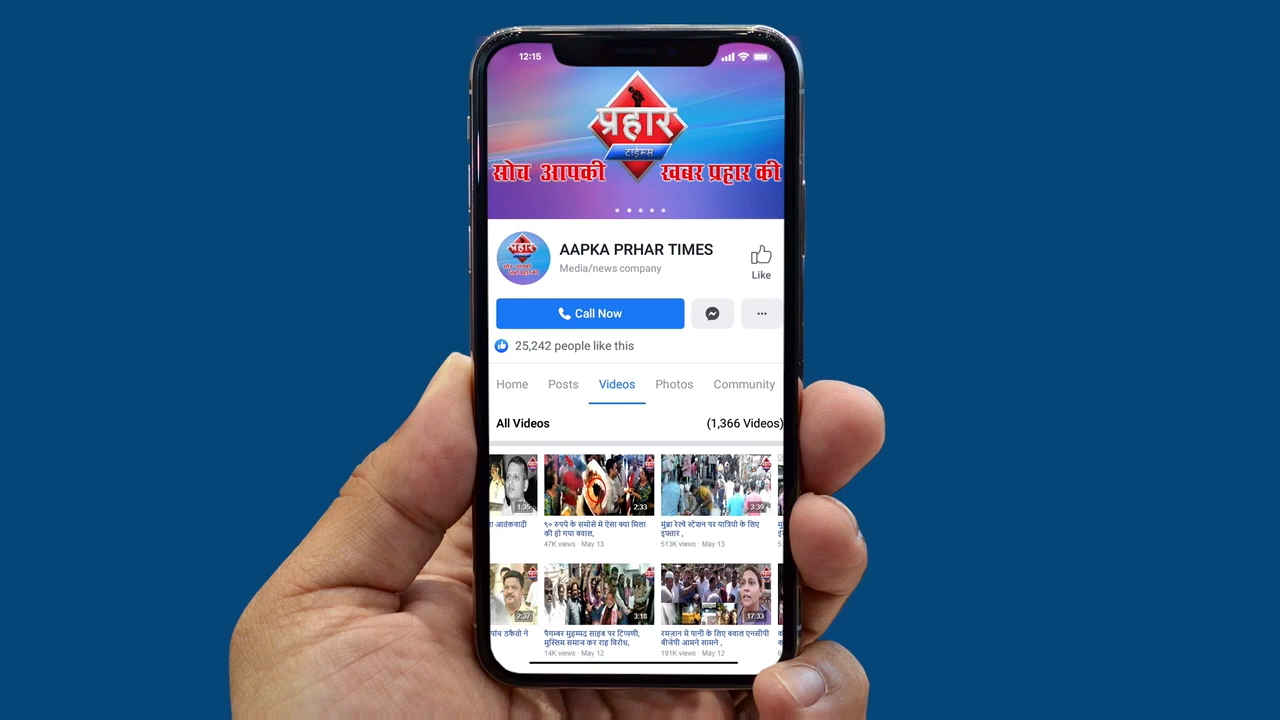 12:15
प्रहार
टाईमस
सोच आपकी
खबर प्रहार की
प्रहार
AAPKA PRHAR TIMES
Media/news company
Like
Call Now
25,242 people like this
Home
Posts
Videos
Photos
Community
All Videos
(1,366 Videos)
1:35
2:33
3:39
आतंकवादी
९० रुपये के समोसे मे ऐसा क्या मिला
की हो गया बवाल,
47K views · May 13
मुंब्रा रेल्वे स्टेशन पर यात्रियो के लिए
इफ्तार ,
513K views · May 13
2:37
3:18
17:33
पांच डकैतो ने
पैगम्बर मुहम्मद साहब पर टिप्पणी,
मुस्लिम समाज कर राह विरोध,
14K views · May 12
रमज़ान मे पानी के लिए बवाल एनसीपी
बीजेपी आमने सामने ,
191K views · May 12